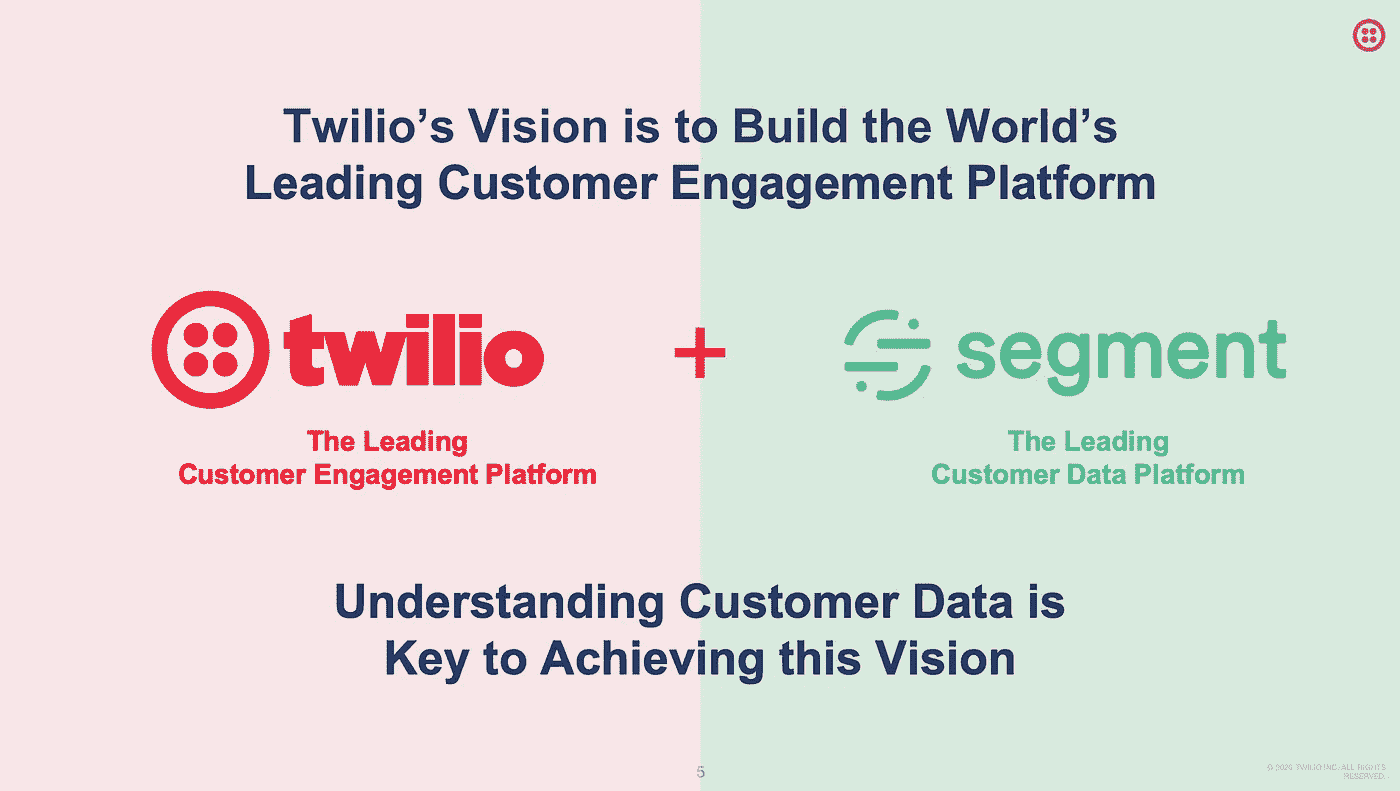 Twilio’s Vision is to Build the World’s
Leading Customer Engagement Platform
twilio
+
segment
The Leading
Customer Engagement Platform
The Leading
Customer Data Platform
Understanding Customer Data is
Key to Achieving this Vision
5
© 2020 TWILIO INC. ALL RIGHTS
RESERVED.